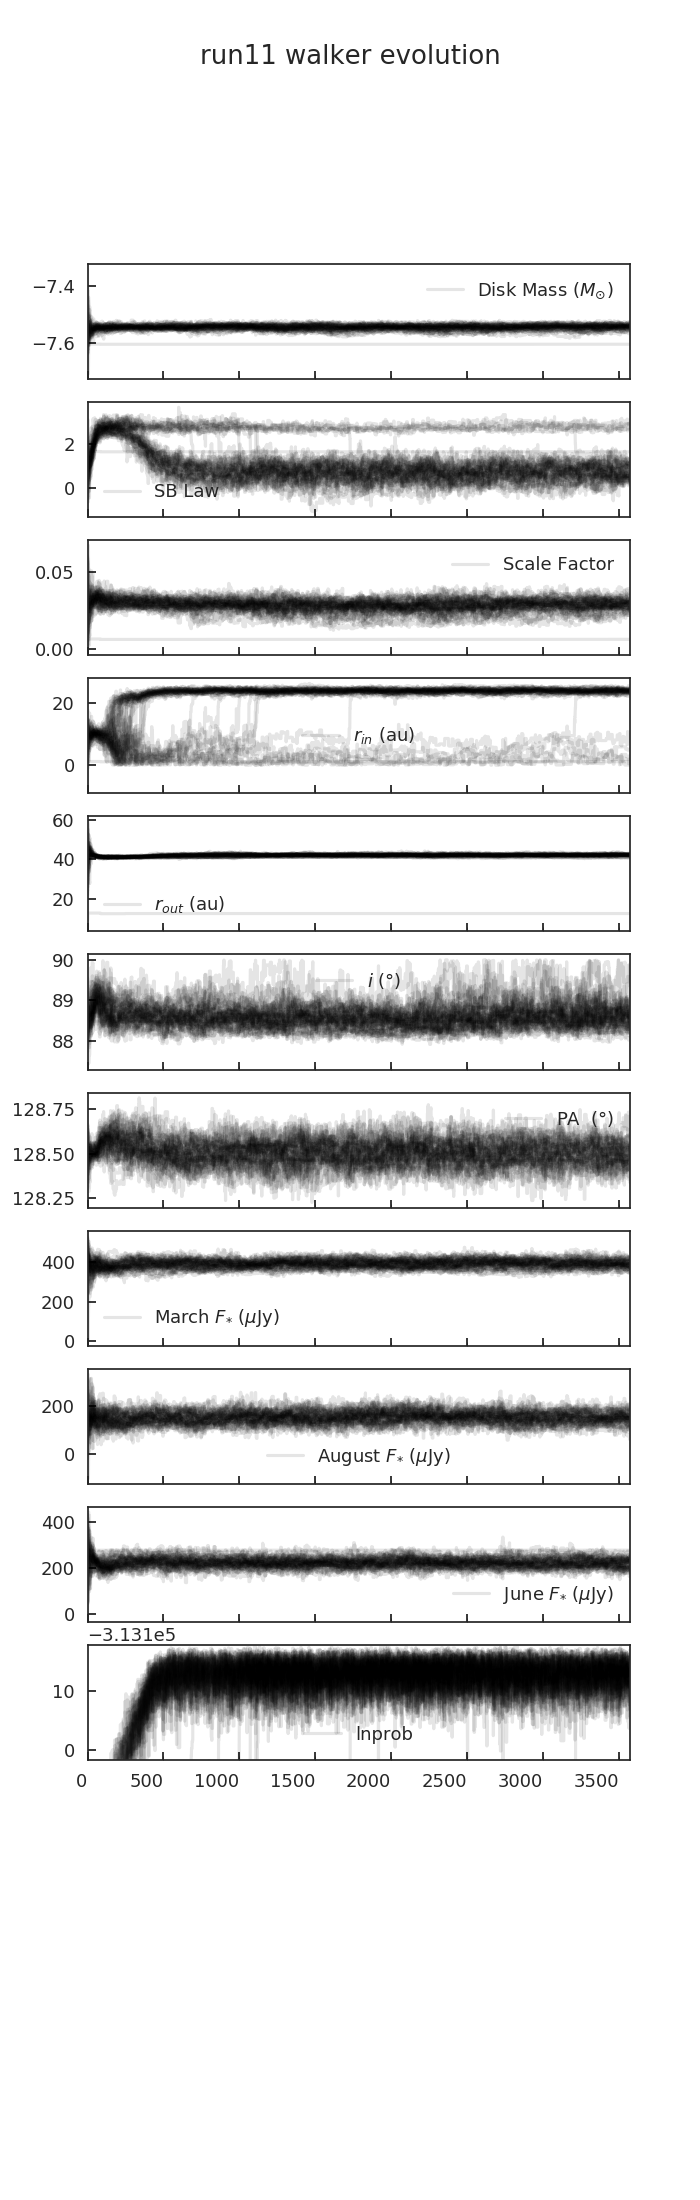 run11 walker evolution
−7.4
Disk Mass (M⊙)
−7.6
2
0
SB Law
0.05
Scale Factor
0.00
20
r_in (au)
0
60
40
20
r_out (au)
90
i (°)
89
88
128.75
PA (°)
128.50
128.25
400
200
March F* (μJy)
0
200
0
August F* (μJy)
400
200
June F* (μJy)
0
−3.131e5
10
lnprob
0
0 500 1000 1500 2000 2500 3000 3500